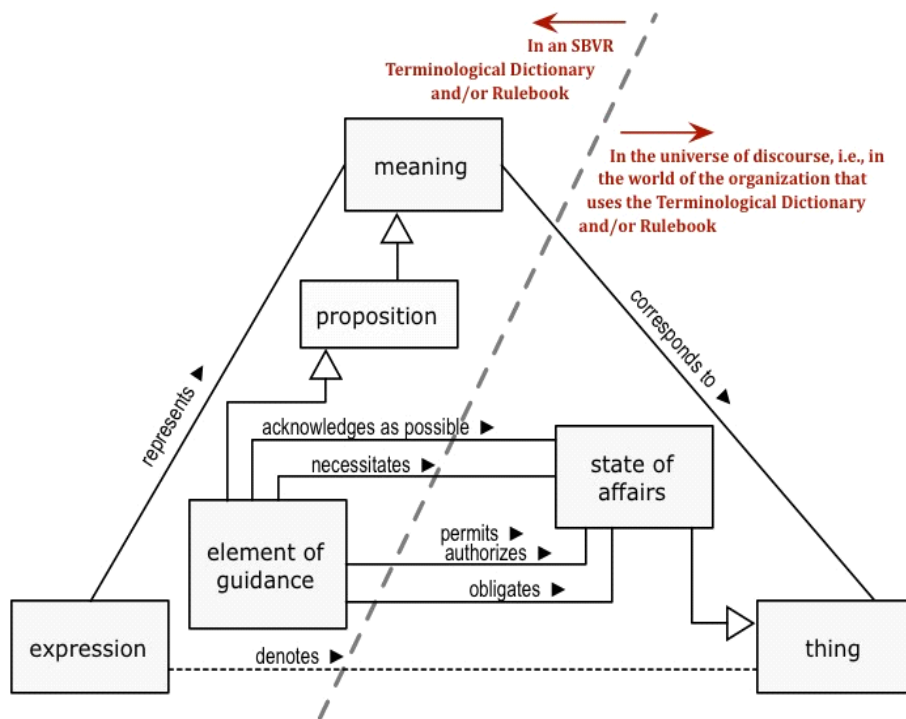 In an SBVR
Terminological Dictionary
and/or Rulebook
meaning
In the universe of discourse, i.e., in
the world of the organization that
uses the Terminological Dictionary
and/or Rulebook
proposition
corresponds to ►
represents ►
acknowledges as possible ►
necessitates ►
state of
affairs
element of
guidance
permits ►
authorizes ►
obligates ►
expression
thing
denotes ►